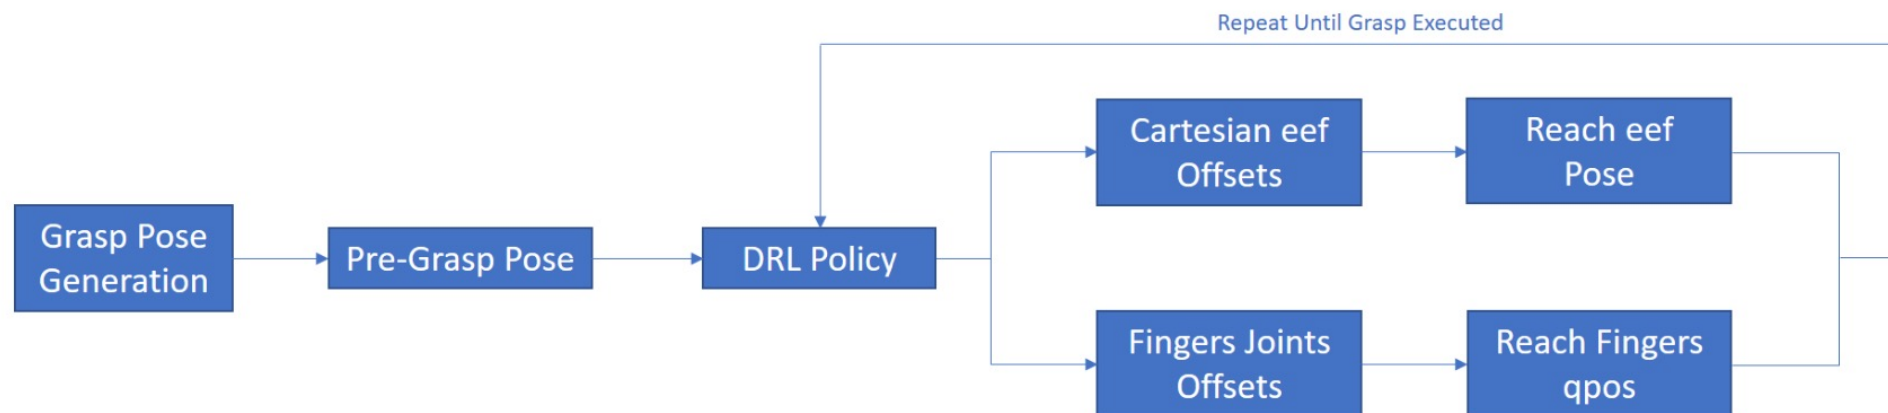 Repeat Until Grasp Executed
Grasp Pose
Generation
Pre-Grasp Pose
DRL Policy
Cartesian eef
Offsets
Reach eef
Pose
Fingers Joints
Offsets
Reach Fingers
qpos